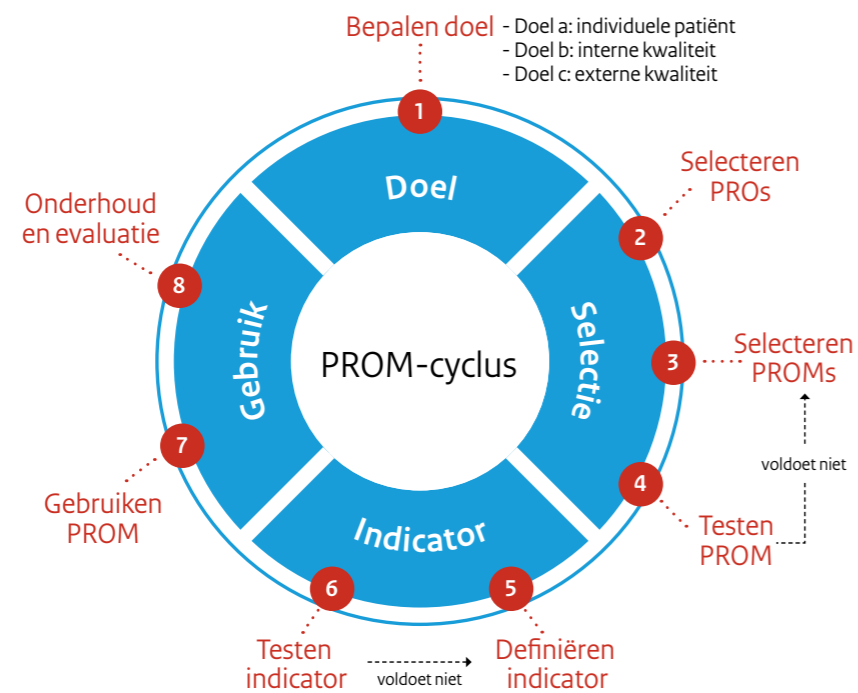 Bepalen doel
- Doel a: individuele patiënt
- Doel b: interne kwaliteit
- Doel c: externe kwaliteit
1
Doel
Selecteren
PROs
2
Selectie
3
Selecteren
PROMs
voldoet niet
4
Testen
PROM
Indicator
5
Definiëren
indicator
voldoet niet
6
Testen
indicator
Gebruik
7
Gebruiken
PROM
8
Onderhoud
en evaluatie
PROM-cyclus